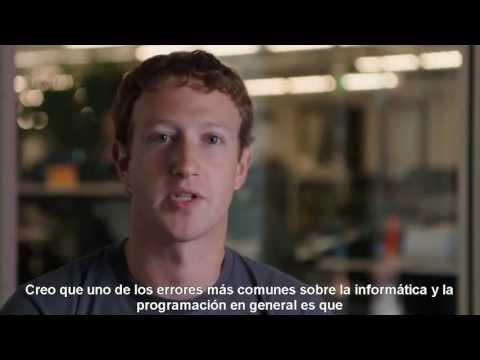 Creo que uno de los errores más comunes sobre la informática y la
programación en general es que